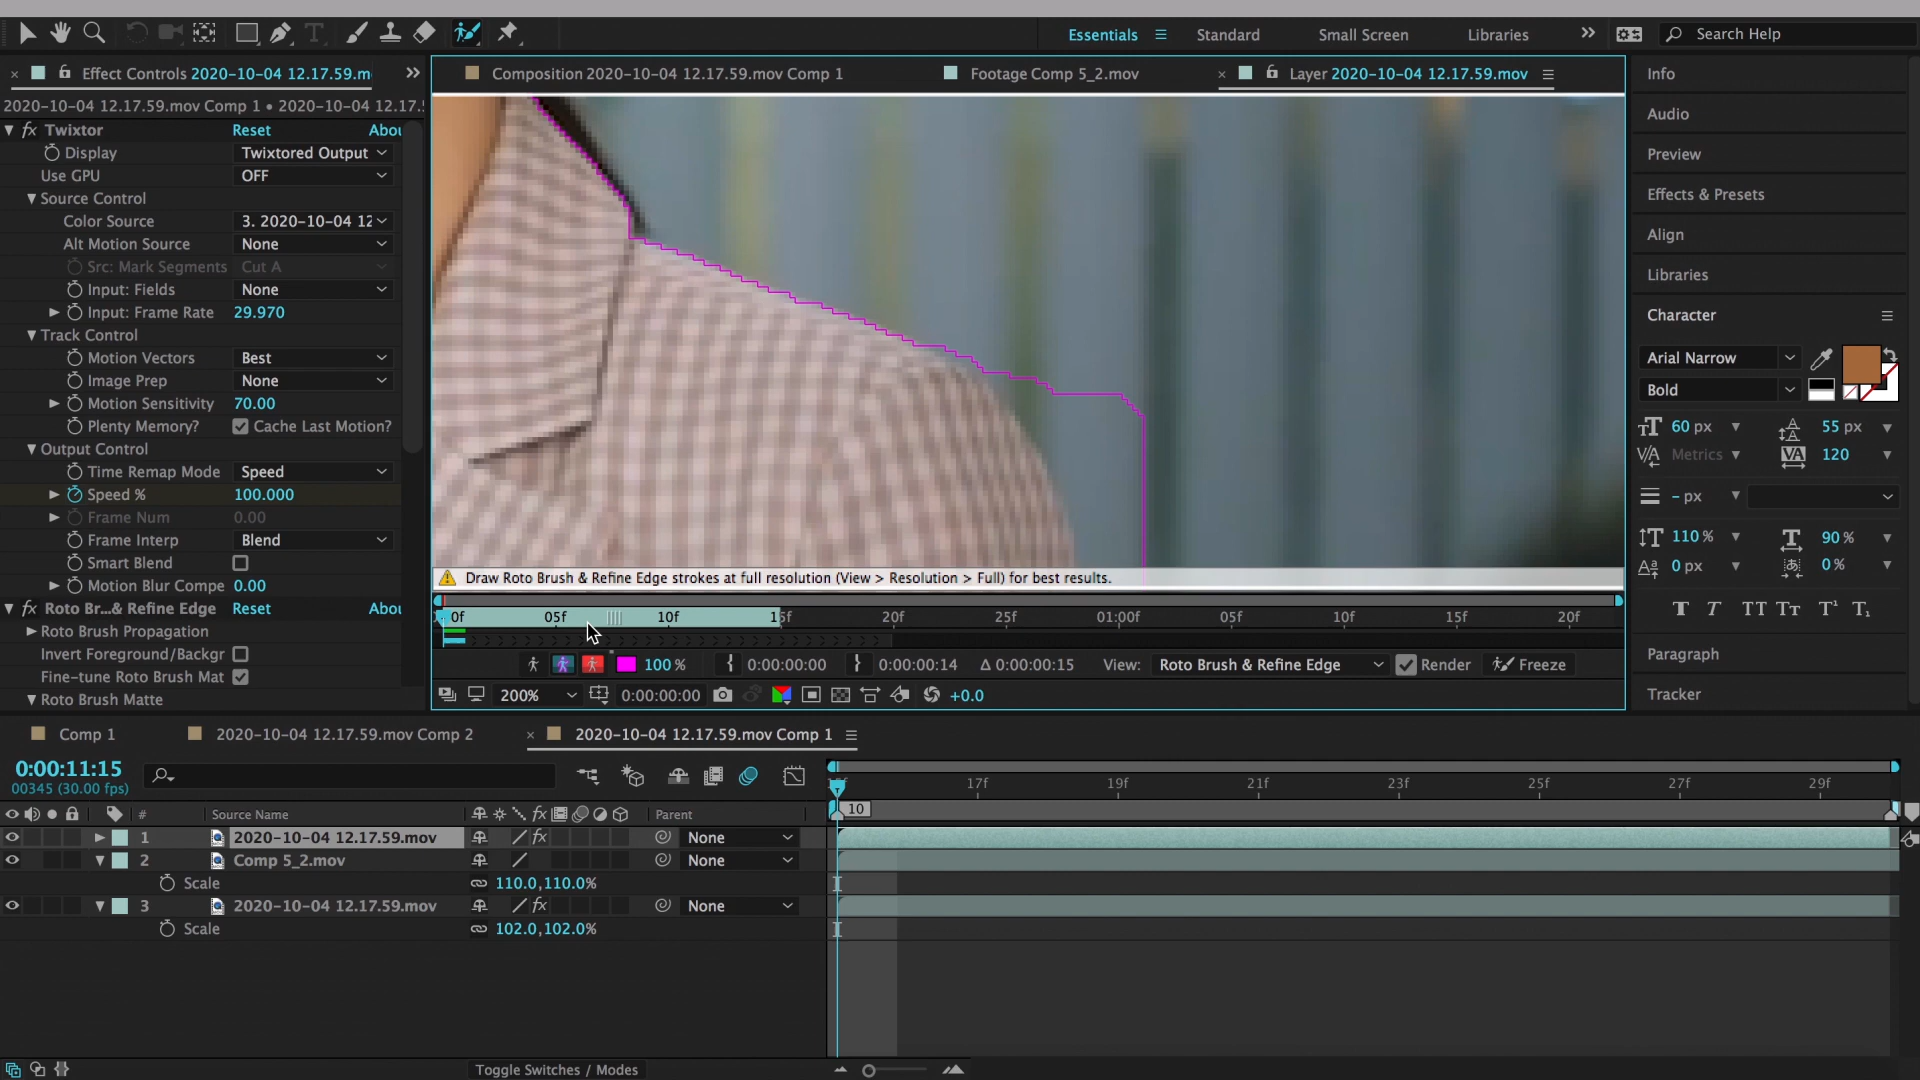 Essentials
Standard
Small Screen
Libraries
Search Help
Effect Controls 2020-10-04 12.17.59.m
Composition 2020-10-04 12.17.59.mov Comp 1
Footage Comp 5_2.mov
Layer 2020-10-04 12.17.59.mov
2020-10-04 12.17.59.mov Comp 1 • 2020-10-04 12.17.
fx Twixtor Reset Abou
Display Twixtored Output
Use GPU OFF
Source Control
Color Source 3. 2020-10-04 12
Alt Motion Source None
Src: Mark Segments Cut A
Input: Fields None
Input: Frame Rate 29.970
Track Control
Motion Vectors Best
Image Prep None
Motion Sensitivity 70.00
Plenty Memory? Cache Last Motion?
Output Control
Time Remap Mode Speed
Speed % 100.000
Frame Num 0.00
Frame Interp Blend
Smart Blend
Motion Blur Compe 0.00
fx Roto Br...& Refine Edge Reset Abou
Roto Brush Propagation
Invert Foreground/Backgr
Fine-tune Roto Brush Mat
Roto Brush Matte
Draw Roto Brush & Refine Edge strokes at full resolution (View > Resolution > Full) for best results.
0f 05f 10f 15f 20f 25f 01:00f 05f 10f 15f 20f
100 % 0:00:00:00 0:00:00:14 Δ 0:00:00:15 View: Roto Brush & Refine Edge Render Freeze
200% 0:00:00:00 +0.0
Info
Audio
Preview
Effects & Presets
Align
Libraries
Character
Arial Narrow
Bold
60 px 55 px
Metrics 120
– px
110 % 90 %
0 px 0 %
T T TT Tt T¹ T₁
Paragraph
Tracker
Comp 1
2020-10-04 12.17.59.mov Comp 2
2020-10-04 12.17.59.mov Comp 1
0:00:11:15
00345 (30.00 fps)
17f 19f 21f 23f 25f 27f 29f
10
# Source Name fx Parent
1 2020-10-04 12.17.59.mov fx None
2 Comp 5_2.mov None
Scale 110.0,110.0%
3 2020-10-04 12.17.59.mov fx None
Scale 102.0,102.0%
Toggle Switches / Modes